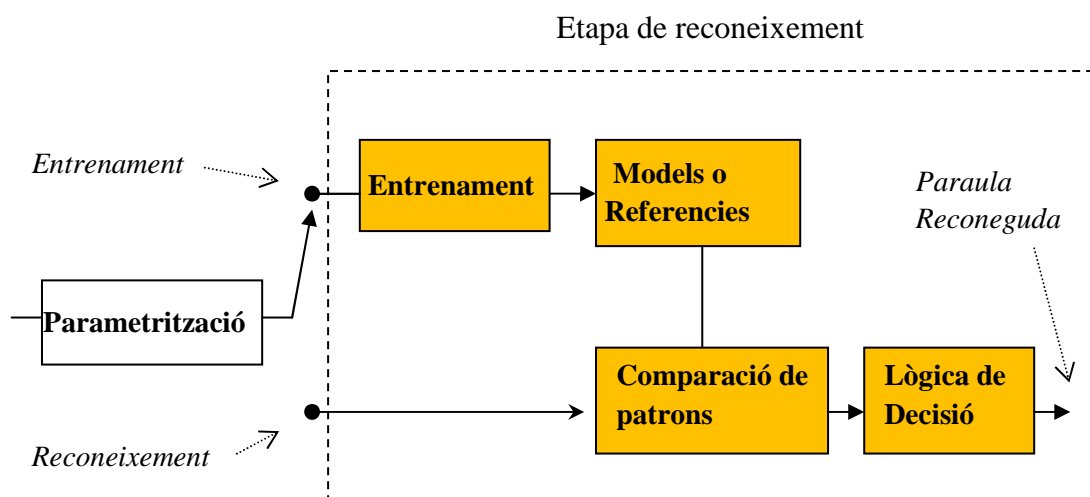 Etapa de reconeixement
Entrenament
Entrenament
Models o
Referencies
Paraula
Reconeguda
Parametrització
Comparació de
patrons
Lògica de
Decisió
Reconeixement